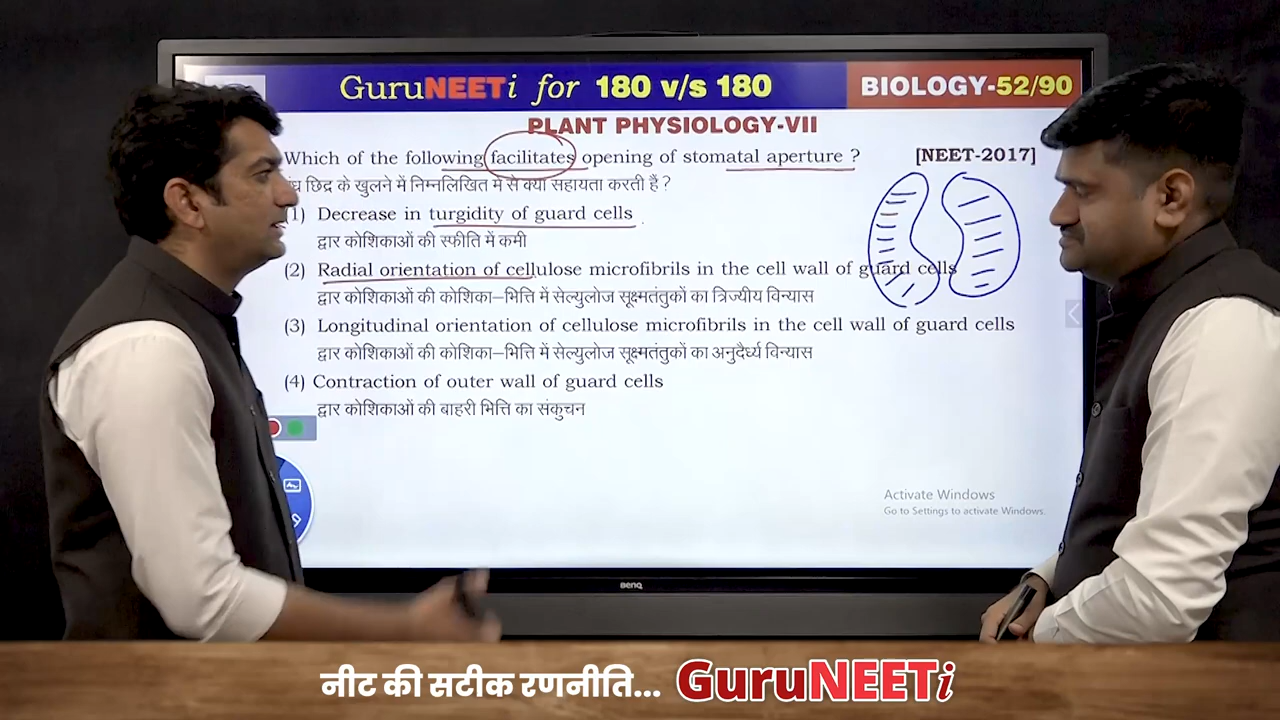 GuruNEETi for 180 v/s 180
BIOLOGY-52/90
PLANT PHYSIOLOGY-VII
Which of the following facilitates opening of stomatal aperture ? [NEET-2017]
छिद्र के खुलने में निम्नलिखित में से क्या सहायता करती हैं ?
(1) Decrease in turgidity of guard cells
द्वार कोशिकाओं की स्फीति में कमी
(2) Radial orientation of cellulose microfibrils in the cell wall of guard cells
द्वार कोशिकाओं की कोशिका–भित्ति में सेल्युलोज सूक्ष्मतंतुकों का त्रिज्यीय विन्यास
(3) Longitudinal orientation of cellulose microfibrils in the cell wall of guard cells
द्वार कोशिकाओं की कोशिका–भित्ति में सेल्युलोज सूक्ष्मतंतुकों का अनुदैर्ध्य विन्यास
(4) Contraction of outer wall of guard cells
द्वार कोशिकाओं की बाहरी भित्ति का संकुचन
Activate Windows
Go to Settings to activate Windows.
BenQ
नीट की सटीक रणनीति... GuruNEETi